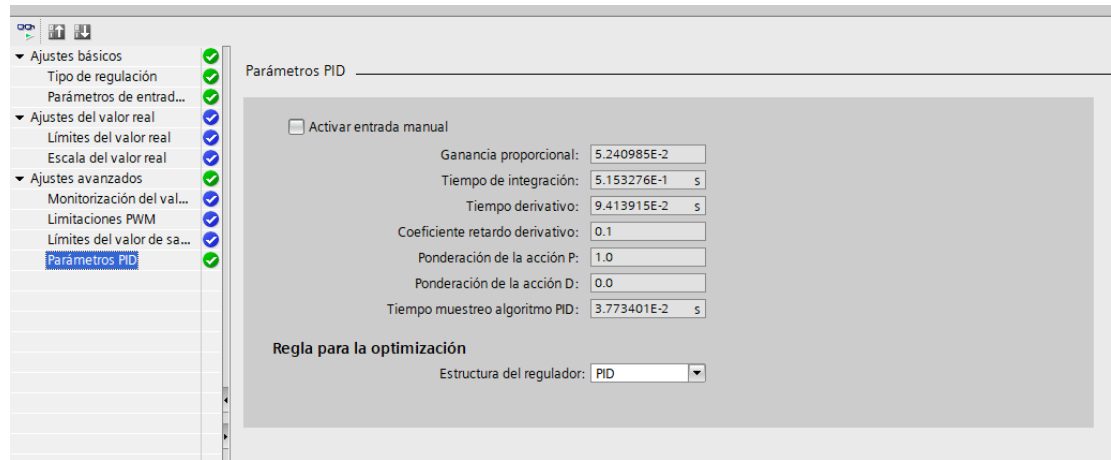 Ajustes básicos
Tipo de regulación
Parámetros de entrad...
Ajustes del valor real
Límites del valor real
Escala del valor real
Ajustes avanzados
Monitorización del val...
Limitaciones PWM
Límites del valor de sa...
Parámetros PID
Parámetros PID
Activar entrada manual
Ganancia proporcional: 5.240985E-2
Tiempo de integración: 5.153276E-1 s
Tiempo derivativo: 9.413915E-2 s
Coeficiente retardo derivativo: 0.1
Ponderación de la acción P: 1.0
Ponderación de la acción D: 0.0
Tiempo muestreo algoritmo PID: 3.773401E-2 s
Regla para la optimización
Estructura del regulador: PID